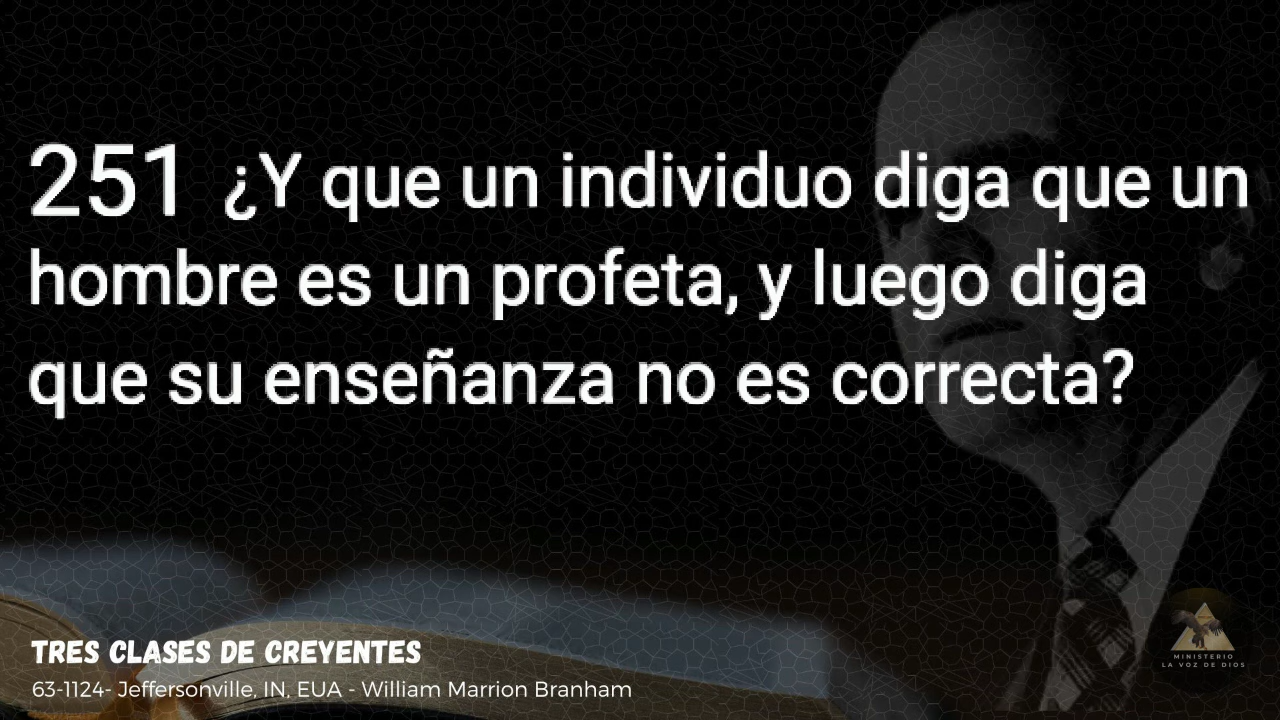 251 ¿Y que un individuo diga que un
hombre es un profeta, y luego diga
que su enseñanza no es correcta?
TRES CLASES DE CREYENTES
63-1124- Jeffersonville, IN, EUA - William Marrion Branham
MINISTERIO
LA VOZ DE DIOS